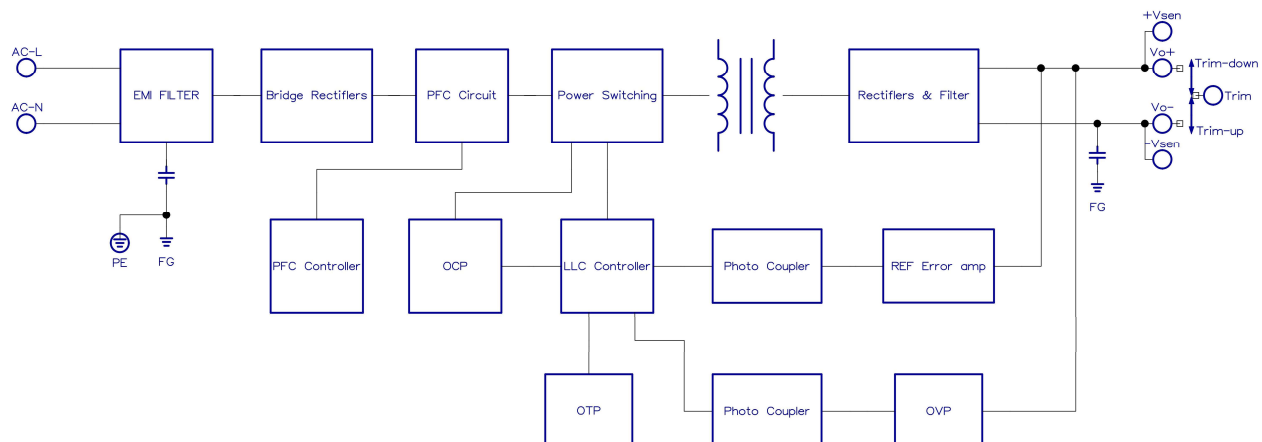 +Vsen
AC-L
Vo+
Trim-down
EMI FILTER
Bridge Rectifiers
PFC Circuit
Power Switching
Rectifiers & Filter
Trim
AC-N
Vo-
Trim-up
-Vsen
FG
PE
FG
PFC Controller
OCP
LLC Controller
Photo Coupler
REF Error amp
OTP
Photo Coupler
OVP